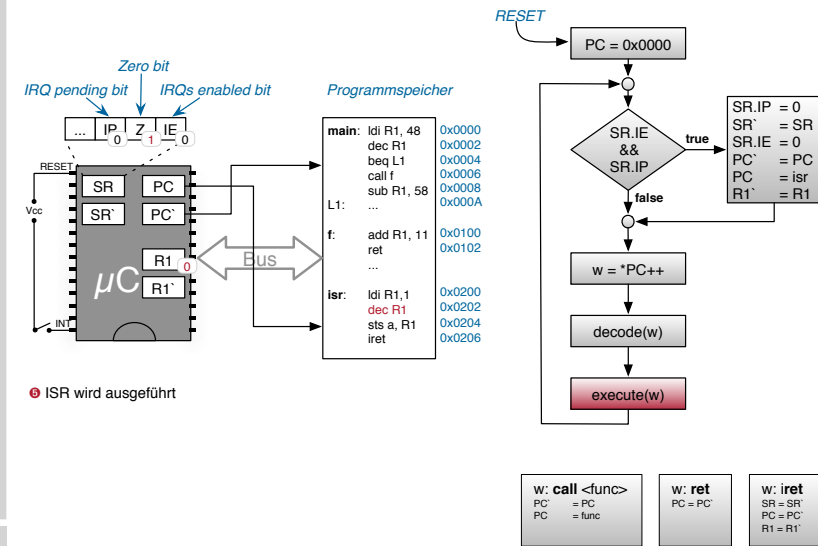 RESET
PC = 0x0000
Zero bit
IRQ pending bit
IRQs enabled bit
... IP Z IE
0 1 0
RESET
Vcc
INT
SR PC
SR` PC`
R1 0
R1`
µC
Bus
Programmspeicher
main: ldi R1, 48 0x0000
dec R1 0x0002
beq L1 0x0004
call f 0x0006
sub R1, 58 0x0008
L1: ... 0x000A
f: add R1, 11 0x0100
ret 0x0102
...
isr: ldi R1,1 0x0200
dec R1 0x0202
sts a, R1 0x0204
iret 0x0206
SR.IE
&&
SR.IP
true
false
SR.IP = 0
SR` = SR
SR.IE = 0
PC` = PC
PC = isr
R1` = R1
w = *PC++
decode(w)
execute(w)
❺ ISR wird ausgeführt
w: call <func>
PC` = PC
PC = func
w: ret
PC = PC`
w: iret
SR = SR`
PC = PC`
R1 = R1`